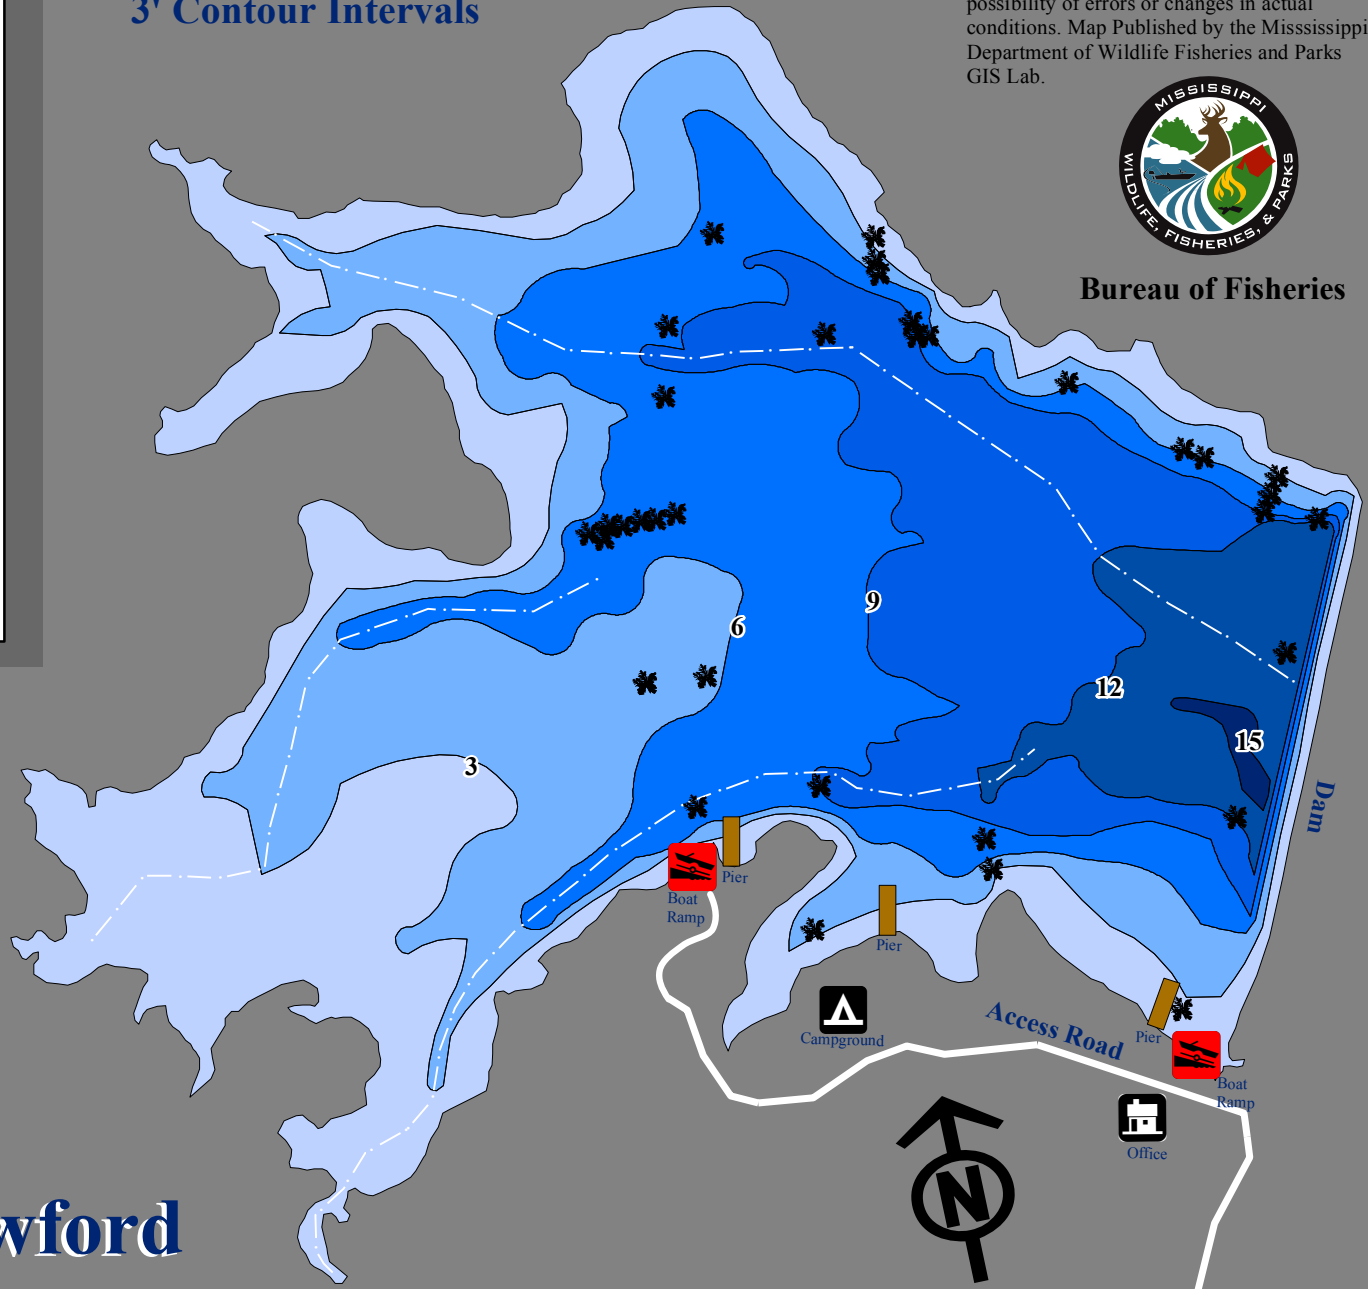 3' Contour Intervals
possibility of errors or changes in actual
conditions. Map Published by the Misssissippi
Department of Wildlife Fisheries and Parks
GIS Lab.
MISSISSIPPI
WILDLIFE, FISHERIES, & PARKS
Bureau of Fisheries
9
6
12
15
3
Dam
Pier
Boat
Ramp
Pier
Campground
Access Road
Pier
Boat
Ramp
Office
N
wford